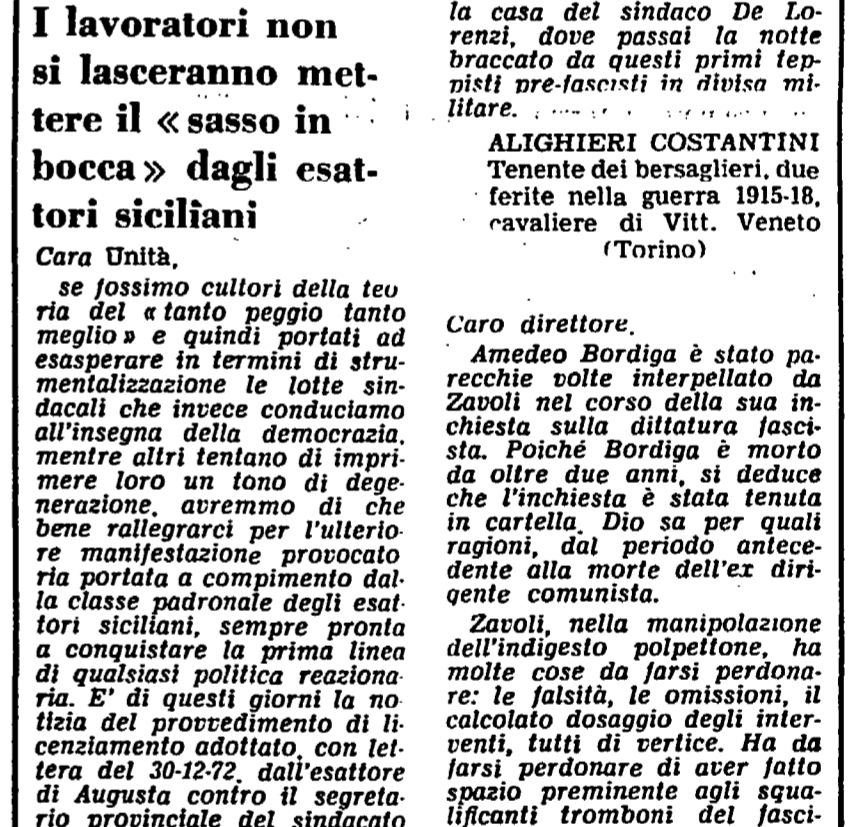 I lavoratori non
si lasceranno met-
tere il «sasso in
bocca» dagli esat-
tori siciliani
Cara Unità,
se fossimo cultori della teo
ria del «tanto peggio tanto
meglio» e quindi portati ad
esasperare in termini di stru-
mentalizzazione le lotte sin-
dacali che invece conduciamo
all'insegna della democrazia,
mentre altri tentano di impri-
mere loro un tono di dege-
nerazione, avremmo di che
bene rallegrarci per l'ulterio-
re manifestazione provocato
ria portata a compimento dal-
la classe padronale degli esat-
tori siciliani, sempre pronta
a conquistare la prima linea
di qualsiasi politica reaziona-
ria. E' di questi giorni la no
tizia del provvedimento di li-
cenziamento adottato, con let-
tera del 30-12-72, dall'esattore
di Augusta contro il segreta-
rio provinciale del sindacato
la casa del sindaco De Lo-
renzi, dove passai la notte
braccato da questi primi tep-
pisti pre-fascisti in divisa mi-
litare.
ALIGHIERI COSTANTINI
Tenente dei bersaglieri, due
ferite nella guerra 1915-18,
cavaliere di Vitt. Veneto
(Torino)
Caro direttore,
Amedeo Bordiga è stato pa-
recchie volte interpellato da
Zavoli nel corso della sua in-
chiesta sulla dittatura fasci-
sta. Poiché Bordiga è morto
da oltre due anni, si deduce
che l'inchiesta è stata tenuta
in cartella, Dio sa per quali
ragioni, dal periodo antece-
dente alla morte dell'ex diri-
gente comunista.
Zavoli, nella manipolazione
dell'indigesto polpettone, ha
molte cose da farsi perdona-
re: le falsità, le omissioni, il
calcolato dosaggio degli inter-
venti, tutti di vertice. Ha da
farsi perdonare di aver fatto
spazio preminente agli squa-
lificanti tromboni del fasci-